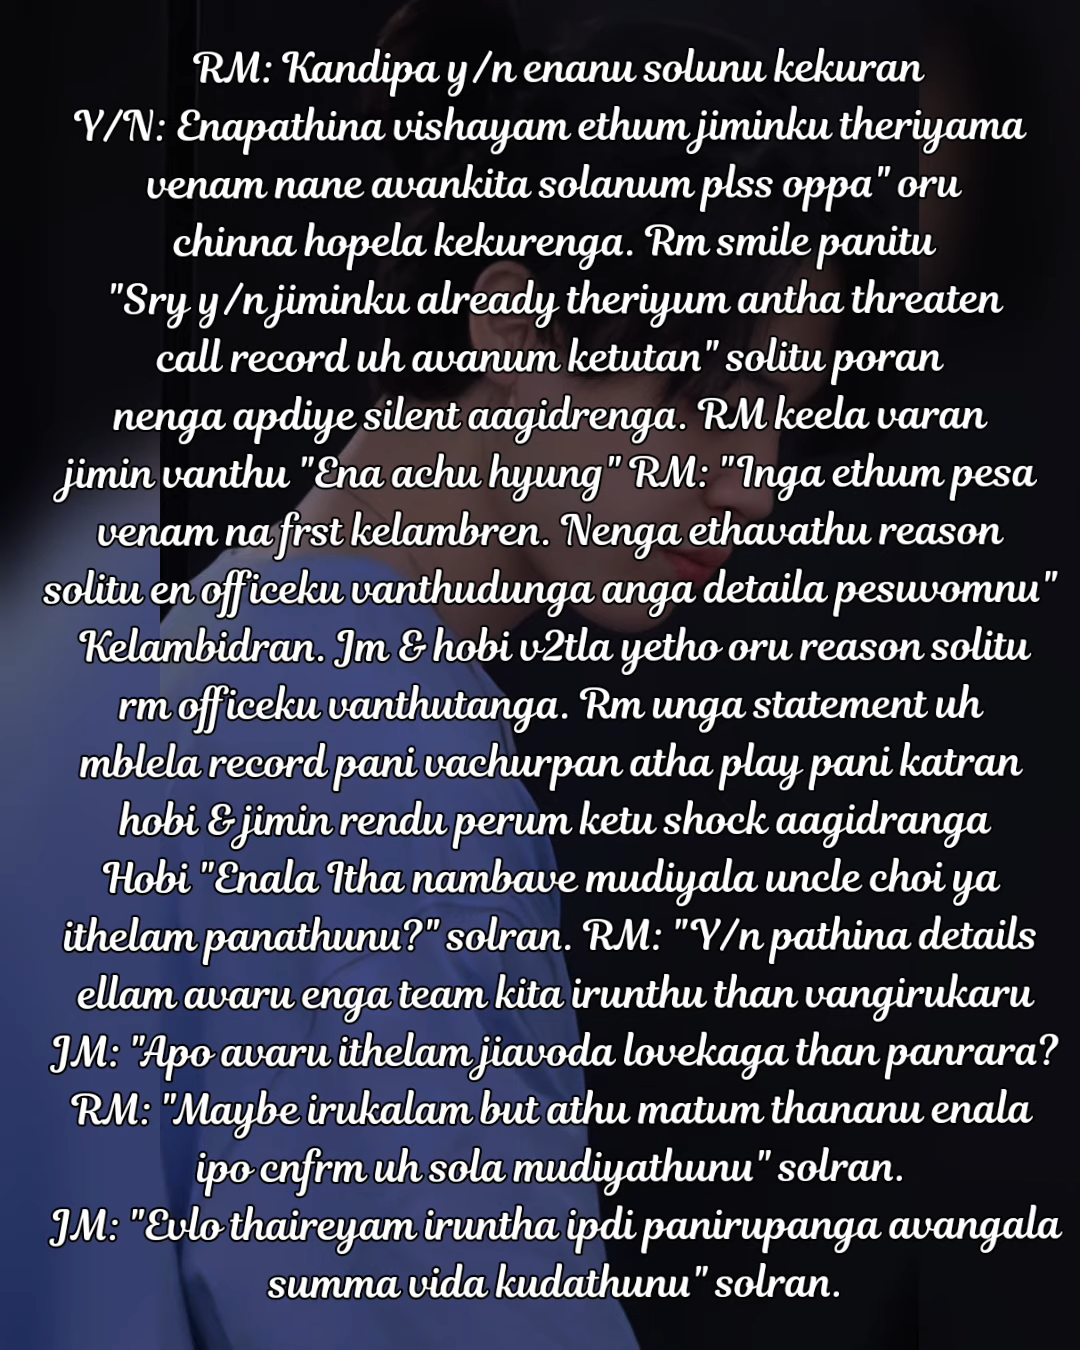 RM: Kandipa y/n enanu solunu kekuran
Y/N: Enapathina vishayam ethum jiminku theriyama
venam nane avankita solanum plss oppa" oru
chinna hopela kekurenga. Rm smile panitu
"Sry y/n jiminku already theriyum antha threaten
call record uh avanum ketutan" solitu poran
nenga apdiye silent aagidrenga. RM keela varan
jimin vanthu "Ena achu hyung" RM: "Inga ethum pesa
venam na frst kelambren. Nenga ethavathu reason
solitu en officeku vanthudunga anga detaila pesuvomnu"
Kelambidran. Jm & hobi v2tla yetho oru reason solitu
rm officeku vanthutanga. Rm unga statement uh
mblela record pani vachurpan atha play pani katran
hobi & jimin rendu perum ketu shock aagidranga
Hobi "Enala Itha nambave mudiyala uncle choi ya
ithelam panathunu?" solran. RM: "Y/n pathina details
ellam avaru enga team kita irunthu than vangirukaru
JM: "Apo avaru ithelam jiavoda lovekaga than panrara?
RM: "Maybe irukalam but athu matum thananu enala
ipo cnfrm uh sola mudiyathunu" solran.
JM: "Evlo thaireyam iruntha ipdi panirupanga avangala
summa vida kudathunu" solran.